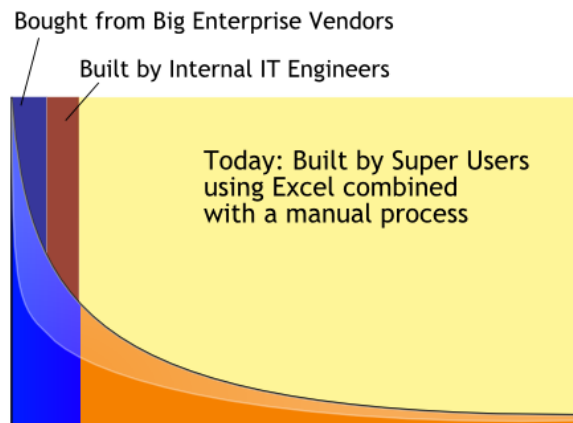 Bought from Big Enterprise Vendors
Built by Internal IT Engineers
Today: Built by Super Users
using Excel combined
with a manual process